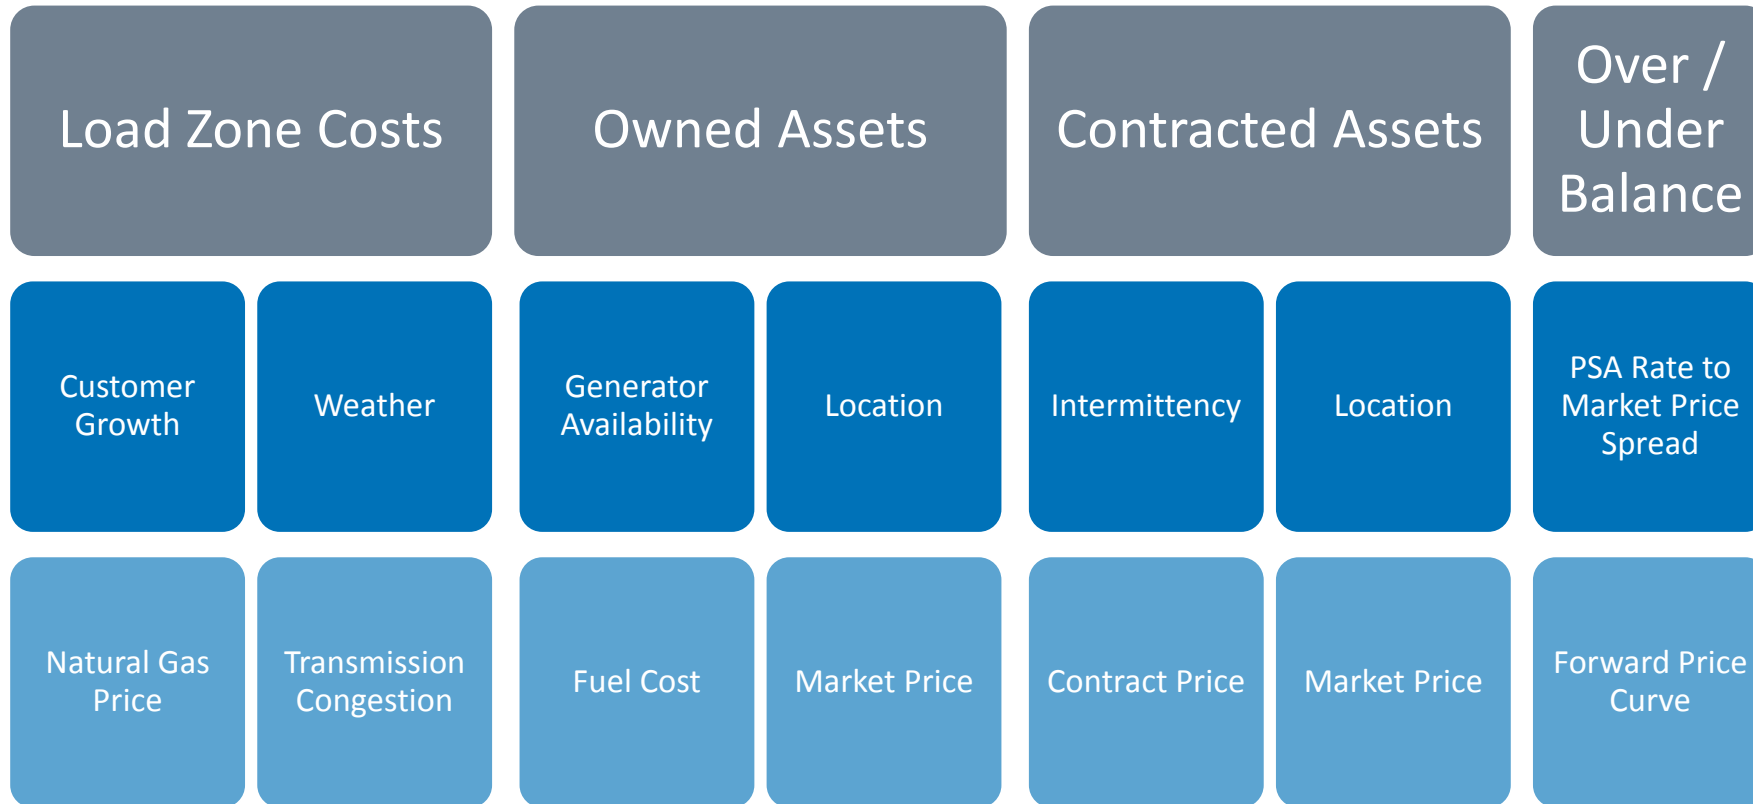 Load Zone Costs
Owned Assets
Contracted Assets
Over /
Under
Balance
Customer
Growth
Weather
Generator
Availability
Location
Intermittency
Location
PSA Rate to
Market Price
Spread
Natural Gas
Price
Transmission
Congestion
Fuel Cost
Market Price
Contract Price
Market Price
Forward Price
Curve